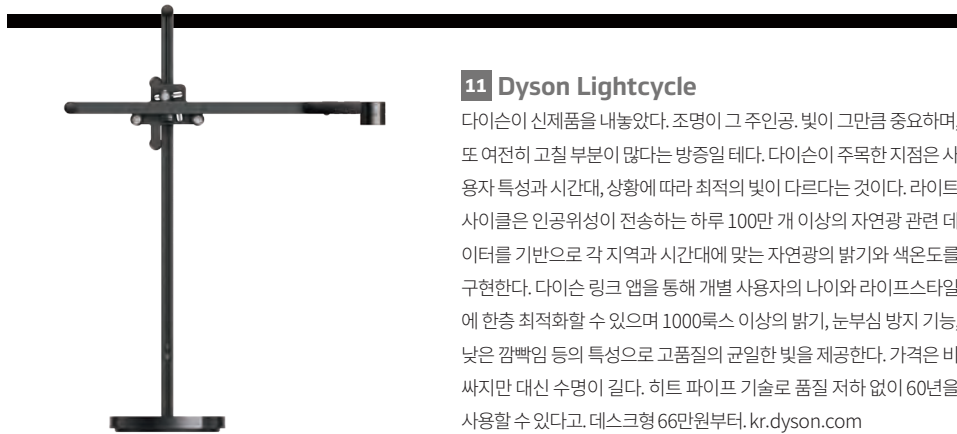 11 Dyson Lightcycle
다이슨이 신제품을 내놓았다. 조명이 그 주인공. 빛이 그만큼 중요하며,
또 여전히 고칠 부분이 많다는 방증일 테다. 다이슨이 주목한 지점은 사
용자 특성과 시간대, 상황에 따라 최적의 빛이 다르다는 것이다. 라이트
사이클은 인공위성이 전송하는 하루 100만 개 이상의 자연광 관련 데
이터를 기반으로 각 지역과 시간대에 맞는 자연광의 밝기와 색온도를
구현한다. 다이슨 링크 앱을 통해 개별 사용자의 나이와 라이프스타일
에 한층 최적화할 수 있으며 1000룩스 이상의 밝기, 눈부심 방지 기능,
낮은 깜빡임 등의 특성으로 고품질의 균일한 빛을 제공한다. 가격은 비
싸지만 대신 수명이 길다. 히트 파이프 기술로 품질 저하 없이 60년을
사용할 수 있다고. 데스크형 66만원부터. kr.dyson.com